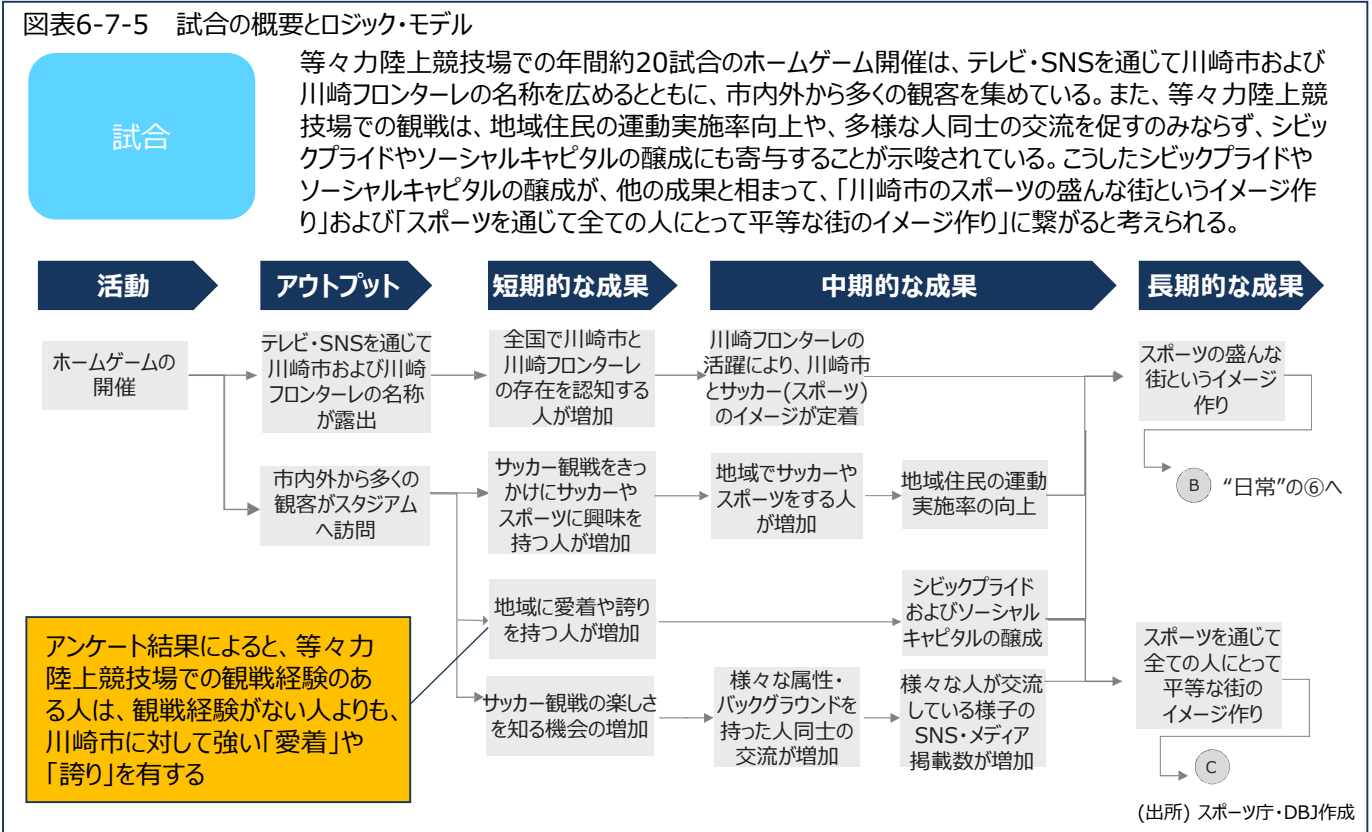 図表6-7-5 試合の概要とロジック・モデル
試合
等々力陸上競技場での年間約20試合のホームゲーム開催は、テレビ・SNSを通じて川崎市および
川崎フロンターレの名称を広めるとともに、市内外から多くの観客を集めている。また、等々力陸上競
技場での観戦は、地域住民の運動実施率向上や、多様な人同士の交流を促すのみならず、シビッ
クプライドやソーシャルキャピタルの醸成にも寄与することが示唆されている。こうしたシビックプライドや
ソーシャルキャピタルの醸成が、他の成果と相まって、「川崎市のスポーツの盛んな街というイメージ作
り」および「スポーツを通じて全ての人にとって平等な街のイメージ作り」に繋がると考えられる。
活動
アウトプット
短期的な成果
中期的な成果
長期的な成果
ホームゲームの
開催
テレビ・SNSを通じて
川崎市および川崎
フロンターレの名称
が露出
全国で川崎市と
川崎フロンターレ
の存在を認知する
人が増加
川崎フロンターレの
活躍により、川崎市
とサッカー(スポーツ)
のイメージが定着
スポーツの盛んな
街というイメージ
作り
市内外から多くの
観客がスタジアム
へ訪問
サッカー観戦をきっ
かけにサッカーや
スポーツに興味を
持つ人が増加
地域でサッカーや
スポーツをする人
が増加
地域住民の運動
実施率の向上
B “日常”の⑥へ
地域に愛着や誇り
を持つ人が増加
シビックプライド
およびソーシャル
キャピタルの醸成
アンケート結果によると、等々力
陸上競技場での観戦経験のあ
る人は、観戦経験がない人よりも、
川崎市に対して強い「愛着」や
「誇り」を有する
サッカー観戦の楽しさ
を知る機会の増加
様々な属性・
バックグラウンドを
持った人同士の
交流が増加
様々な人が交流
している様子の
SNS・メディア
掲載数が増加
スポーツを通じて
全ての人にとって
平等な街の
イメージ作り
C
(出所) スポーツ庁・DBJ作成